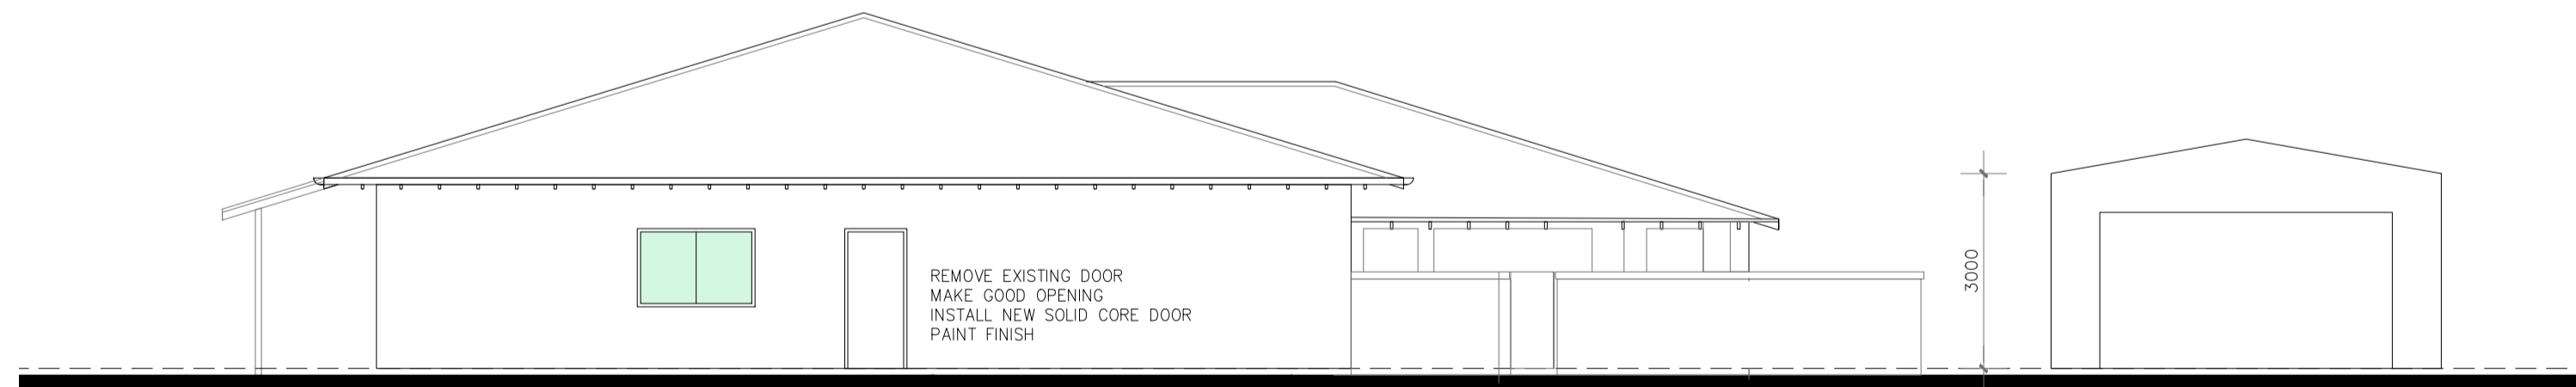 REMOVE EXISTING DOOR
MAKE GOOD OPENING
INSTALL NEW SOLID CORE DOOR
PAINT FINISH
3000